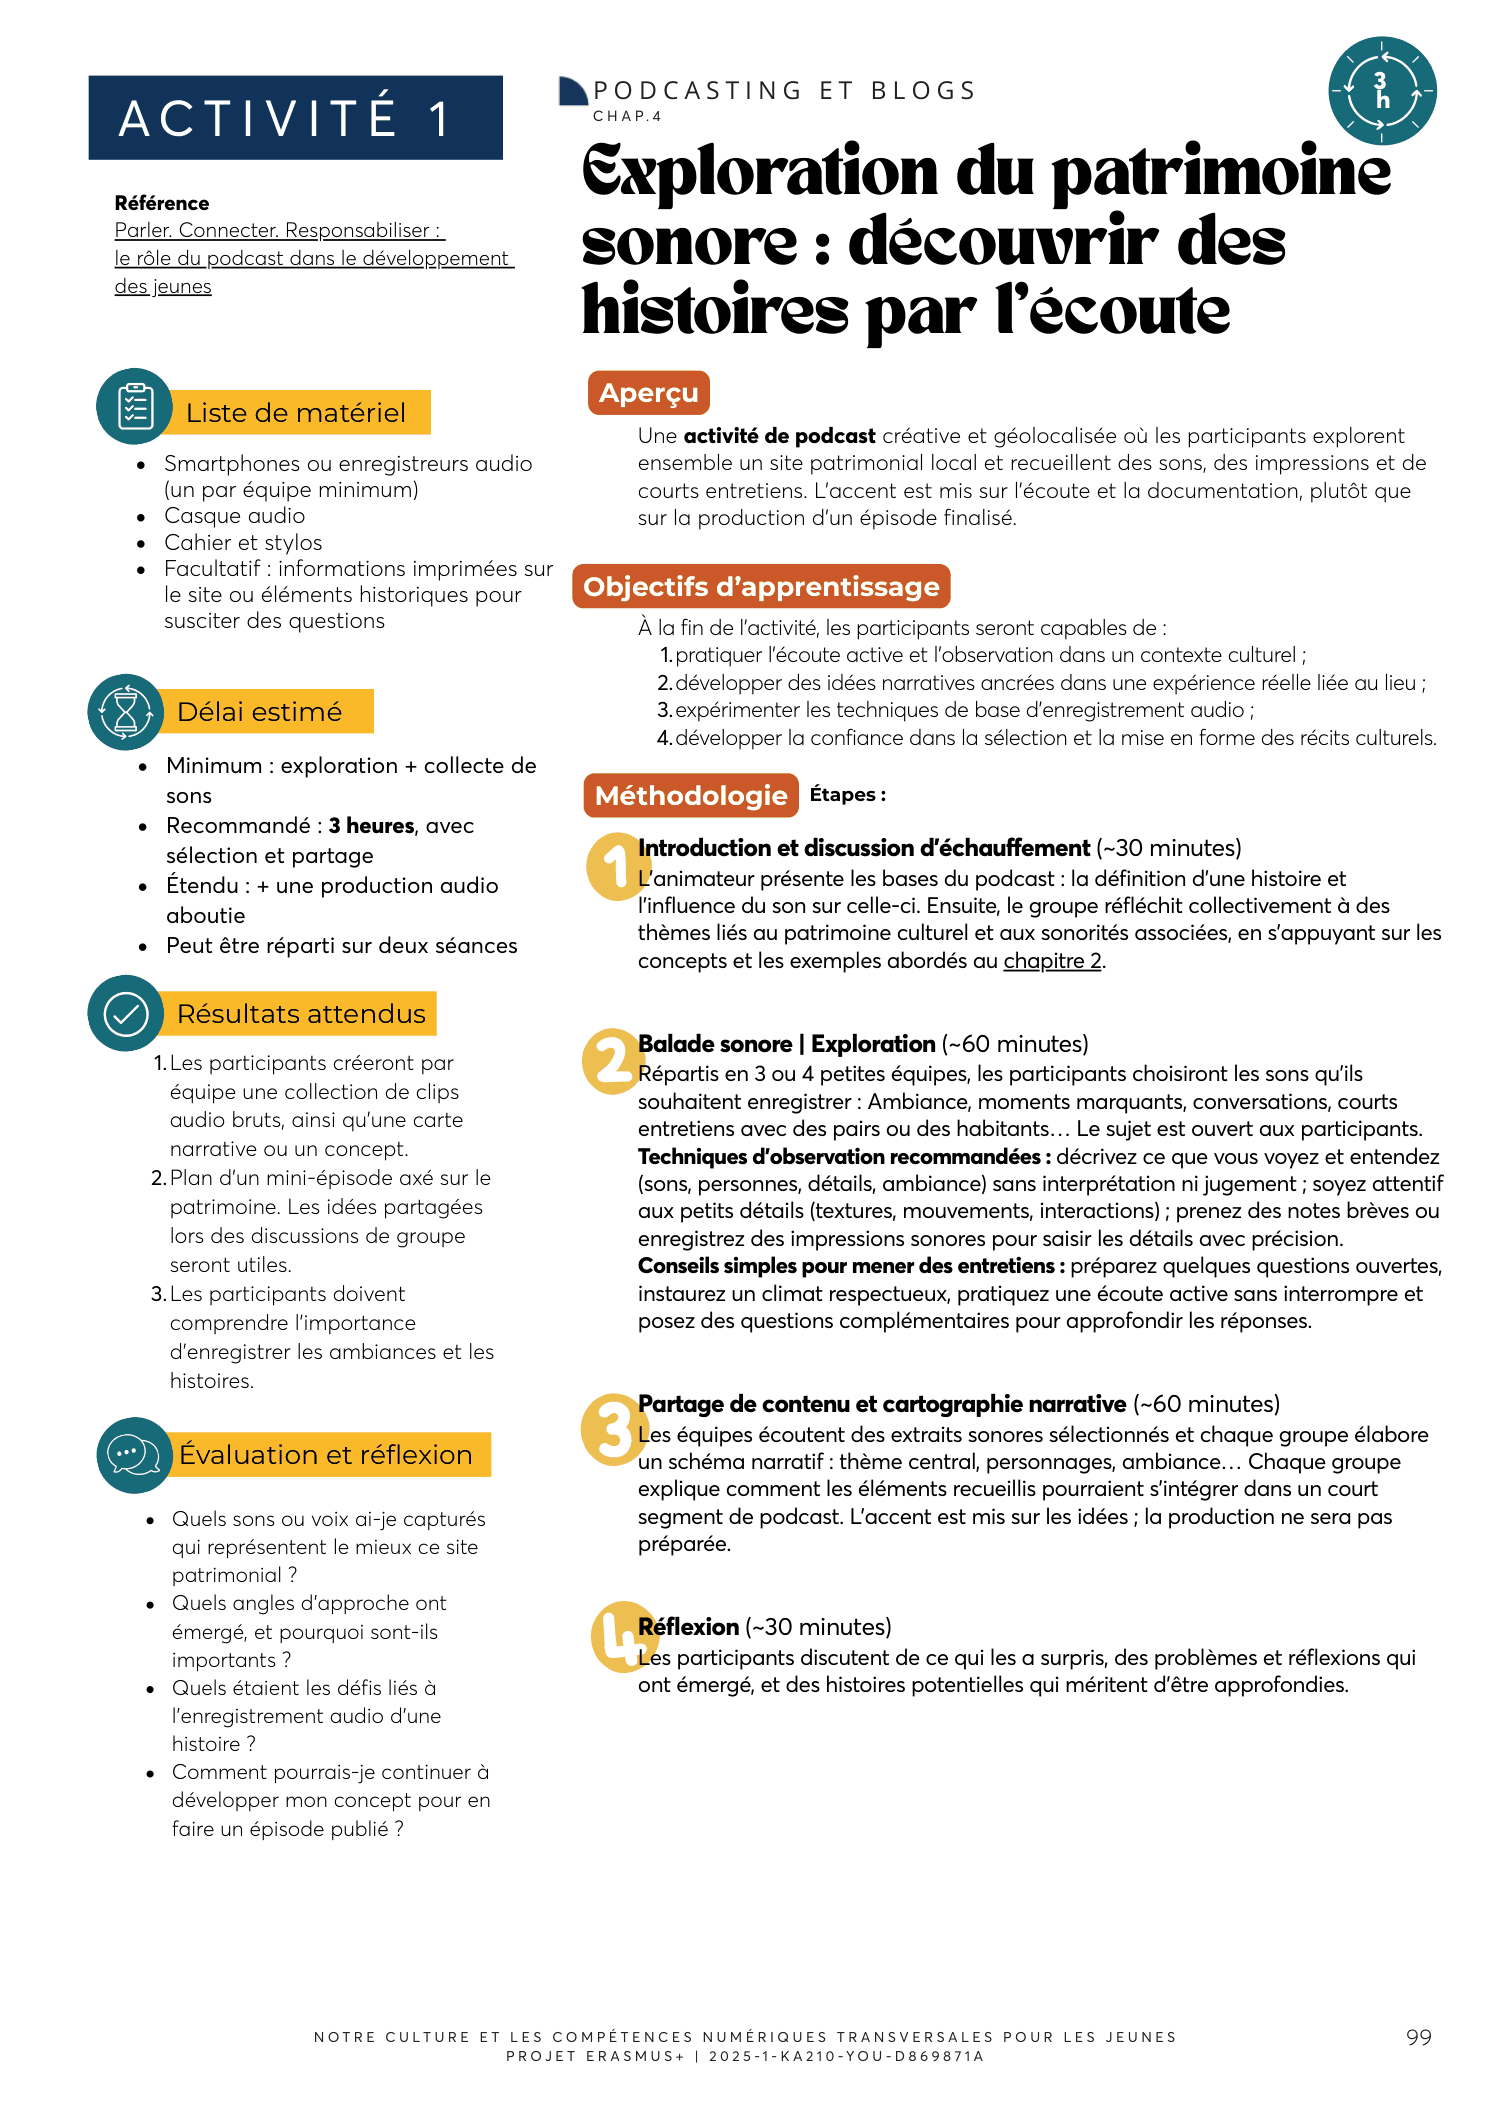 ACTIVITÉ 1
Référence
Parler. Connecter. Responsabiliser :
le rôle du podcast dans le développement
des jeunes
Liste de matériel
• Smartphones ou enregistreurs audio
(un par équipe minimum)
• Casque audio
• Cahier et stylos
• Facultatif : informations imprimées sur
le site ou éléments historiques pour
susciter des questions
Délai estimé
• Minimum : exploration + collecte de
sons
• Recommandé : 3 heures, avec
sélection et partage
• Étendu : + une production audio
aboutie
• Peut être réparti sur deux séances
Résultats attendus
1. Les participants créeront par
équipe une collection de clips
audio bruts, ainsi qu'une carte
narrative ou un concept.
2. Plan d'un mini-épisode axé sur le
patrimoine. Les idées partagées
lors des discussions de groupe
seront utiles.
3. Les participants doivent
comprendre l'importance
d'enregistrer les ambiances et les
histoires.
Évaluation et réflexion
• Quels sons ou voix ai-je capturés
qui représentent le mieux ce site
patrimonial ?
• Quels angles d'approche ont
émergé, et pourquoi sont-ils
importants ?
• Quels étaient les défis liés à
l'enregistrement audio d'une
histoire ?
• Comment pourrais-je continuer à
développer mon concept pour en
faire un épisode publié ?
PODCASTING ET BLOGS
CHAP.4
3
h
Exploration du patrimoine
sonore : découvrir des
histoires par l'écoute
Aperçu
Une activité de podcast créative et géolocalisée où les participants explorent
ensemble un site patrimonial local et recueillent des sons, des impressions et de
courts entretiens. L'accent est mis sur l'écoute et la documentation, plutôt que
sur la production d'un épisode finalisé.
Objectifs d'apprentissage
À la fin de l'activité, les participants seront capables de :
1. pratiquer l'écoute active et l'observation dans un contexte culturel ;
2. développer des idées narratives ancrées dans une expérience réelle liée au lieu ;
3. expérimenter les techniques de base d'enregistrement audio ;
4. développer la confiance dans la sélection et la mise en forme des récits culturels.
Méthodologie Étapes :
1 Introduction et discussion d'échauffement (~30 minutes)
L'animateur présente les bases du podcast : la définition d'une histoire et
l'influence du son sur celle-ci. Ensuite, le groupe réfléchit collectivement à des
thèmes liés au patrimoine culturel et aux sonorités associées, en s'appuyant sur les
concepts et les exemples abordés au chapitre 2.
2 Balade sonore | Exploration (~60 minutes)
Répartis en 3 ou 4 petites équipes, les participants choisiront les sons qu'ils
souhaitent enregistrer : Ambiance, moments marquants, conversations, courts
entretiens avec des pairs ou des habitants… Le sujet est ouvert aux participants.
Techniques d'observation recommandées : décrivez ce que vous voyez et entendez
(sons, personnes, détails, ambiance) sans interprétation ni jugement ; soyez attentif
aux petits détails (textures, mouvements, interactions) ; prenez des notes brèves ou
enregistrez des impressions sonores pour saisir les détails avec précision.
Conseils simples pour mener des entretiens : préparez quelques questions ouvertes,
instaurez un climat respectueux, pratiquez une écoute active sans interrompre et
posez des questions complémentaires pour approfondir les réponses.
3 Partage de contenu et cartographie narrative (~60 minutes)
Les équipes écoutent des extraits sonores sélectionnés et chaque groupe élabore
un schéma narratif : thème central, personnages, ambiance… Chaque groupe
explique comment les éléments recueillis pourraient s'intégrer dans un court
segment de podcast. L'accent est mis sur les idées ; la production ne sera pas
préparée.
4 Réflexion (~30 minutes)
Les participants discutent de ce qui les a surpris, des problèmes et réflexions qui
ont émergé, et des histoires potentielles qui méritent d'être approfondies.
NOTRE CULTURE ET LES COMPÉTENCES NUMÉRIQUES TRANSVERSALES POUR LES JEUNES
PROJET ERASMUS+ | 2025-1-KA210-YOU-D869871A
99